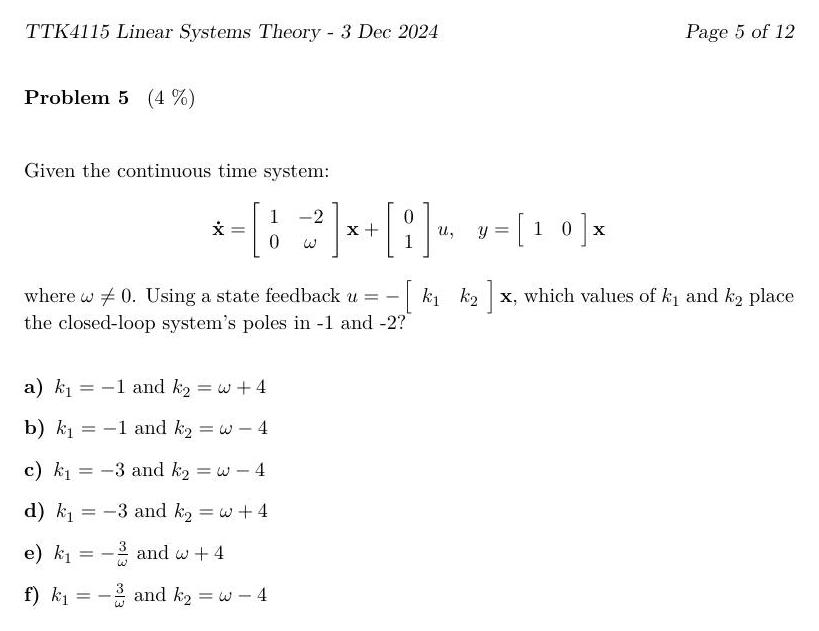 TTK4115 Linear Systems Theory - 3 Dec 2024 Page 5 of 12
Problem 5 (4 %)
Given the continuous time system:
ẋ = [ 1 −2 ; 0 ω ] x + [ 0 ; 1 ] u, y = [ 1 0 ] x
where ω ≠ 0. Using a state feedback u = − [ k₁ k₂ ] x, which values of k₁ and k₂ place
the closed-loop system's poles in -1 and -2?
a) k₁ = −1 and k₂ = ω + 4
b) k₁ = −1 and k₂ = ω − 4
c) k₁ = −3 and k₂ = ω − 4
d) k₁ = −3 and k₂ = ω + 4
e) k₁ = −3/ω and ω + 4
f) k₁ = −3/ω and k₂ = ω − 4